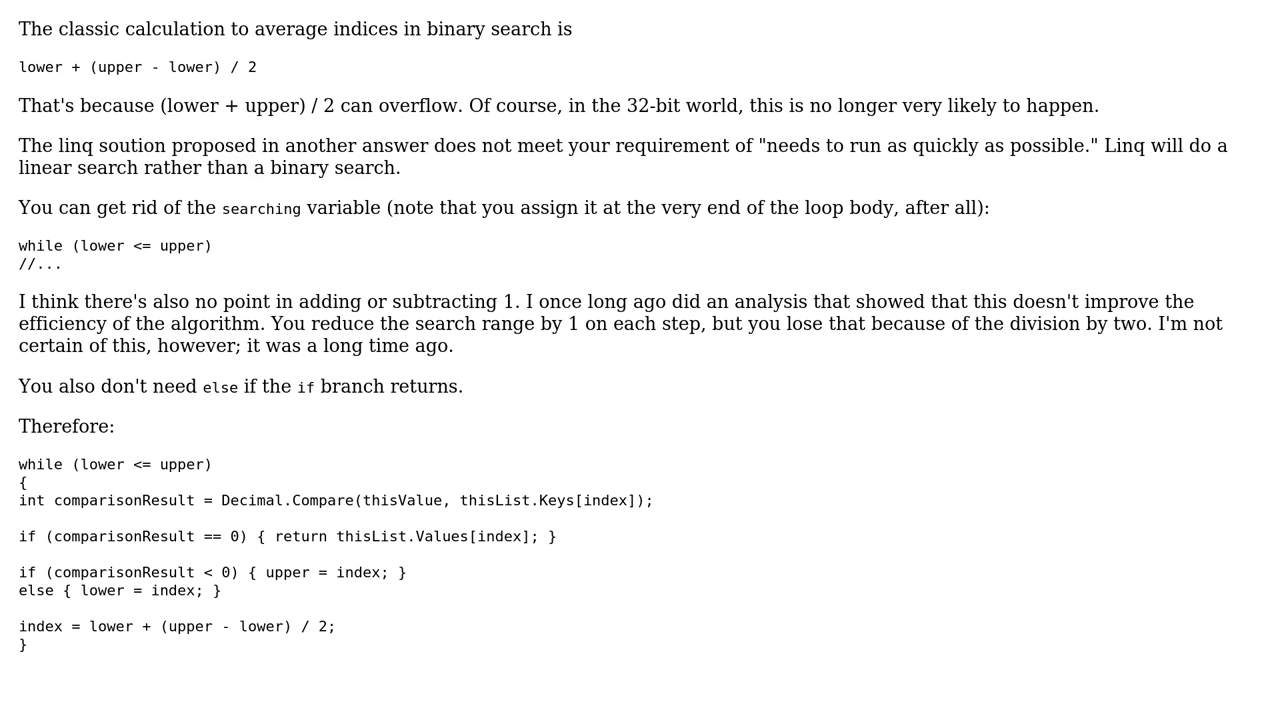 The classic calculation to average indices in binary search is
lower + (upper - lower) / 2
That's because (lower + upper) / 2 can overflow. Of course, in the 32-bit world, this is no longer very likely to happen.
The linq soution proposed in another answer does not meet your requirement of "needs to run as quickly as possible." Linq will do a
linear search rather than a binary search.
You can get rid of the searching variable (note that you assign it at the very end of the loop body, after all):
while (lower <= upper)
//...
I think there's also no point in adding or subtracting 1. I once long ago did an analysis that showed that this doesn't improve the
efficiency of the algorithm. You reduce the search range by 1 on each step, but you lose that because of the division by two. I'm not
certain of this, however; it was a long time ago.
You also don't need else if the if branch returns.
Therefore:
while (lower <= upper)
{
int comparisonResult = Decimal.Compare(thisValue, thisList.Keys[index]);
if (comparisonResult == 0) { return thisList.Values[index]; }
if (comparisonResult < 0) { upper = index; }
else { lower = index; }
index = lower + (upper - lower) / 2;
}